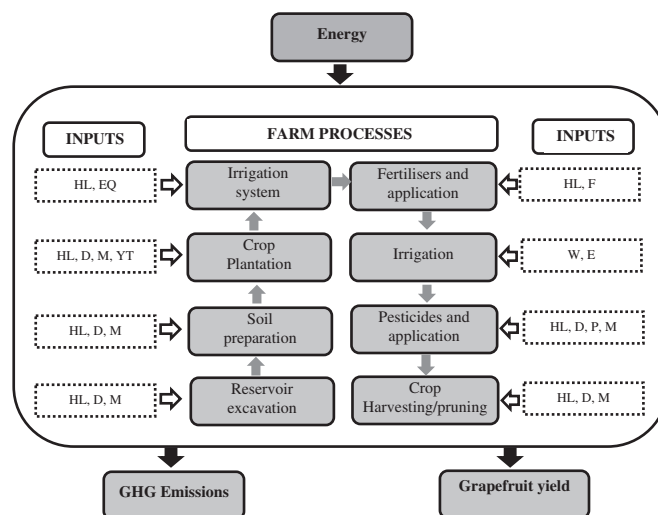 Energy
INPUTS
FARM PROCESSES
INPUTS
HL, EQ
Irrigation
system
Fertilisers and
application
HL, F
HL, D, M, YT
Crop
Plantation
Irrigation
W, E
HL, D, M
Soil
preparation
Pesticides and
application
HL, D, P, M
HL, D, M
Reservoir
excavation
Crop
Harvesting/pruning
HL, D, M
GHG Emissions
Grapefruit yield